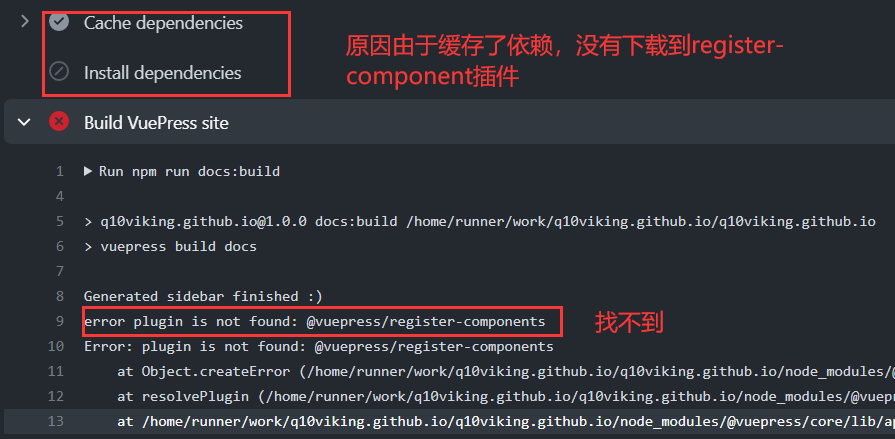 Cache dependencies
原因由于缓存了依赖，没有下载到register-
component插件
Install dependencies
Build VuePress site
1 ▶ Run npm run docs:build
4
5 > q10viking.github.io@1.0.0 docs:build /home/runner/work/q10viking.github.io/q10viking.github.io
6 > vuepress build docs
7
8 Generated sidebar finished :)
9 error plugin is not found: @vuepress/register-components
找不到
10 Error: plugin is not found: @vuepress/register-components
11 at Object.createError (/home/runner/work/q10viking.github.io/q10viking.github.io/node_modules/@
12 at resolvePlugin (/home/runner/work/q10viking.github.io/q10viking.github.io/node_modules/@vuepr
13 at /home/runner/work/q10viking.github.io/q10viking.github.io/node_modules/@vuepress/core/lib/ap